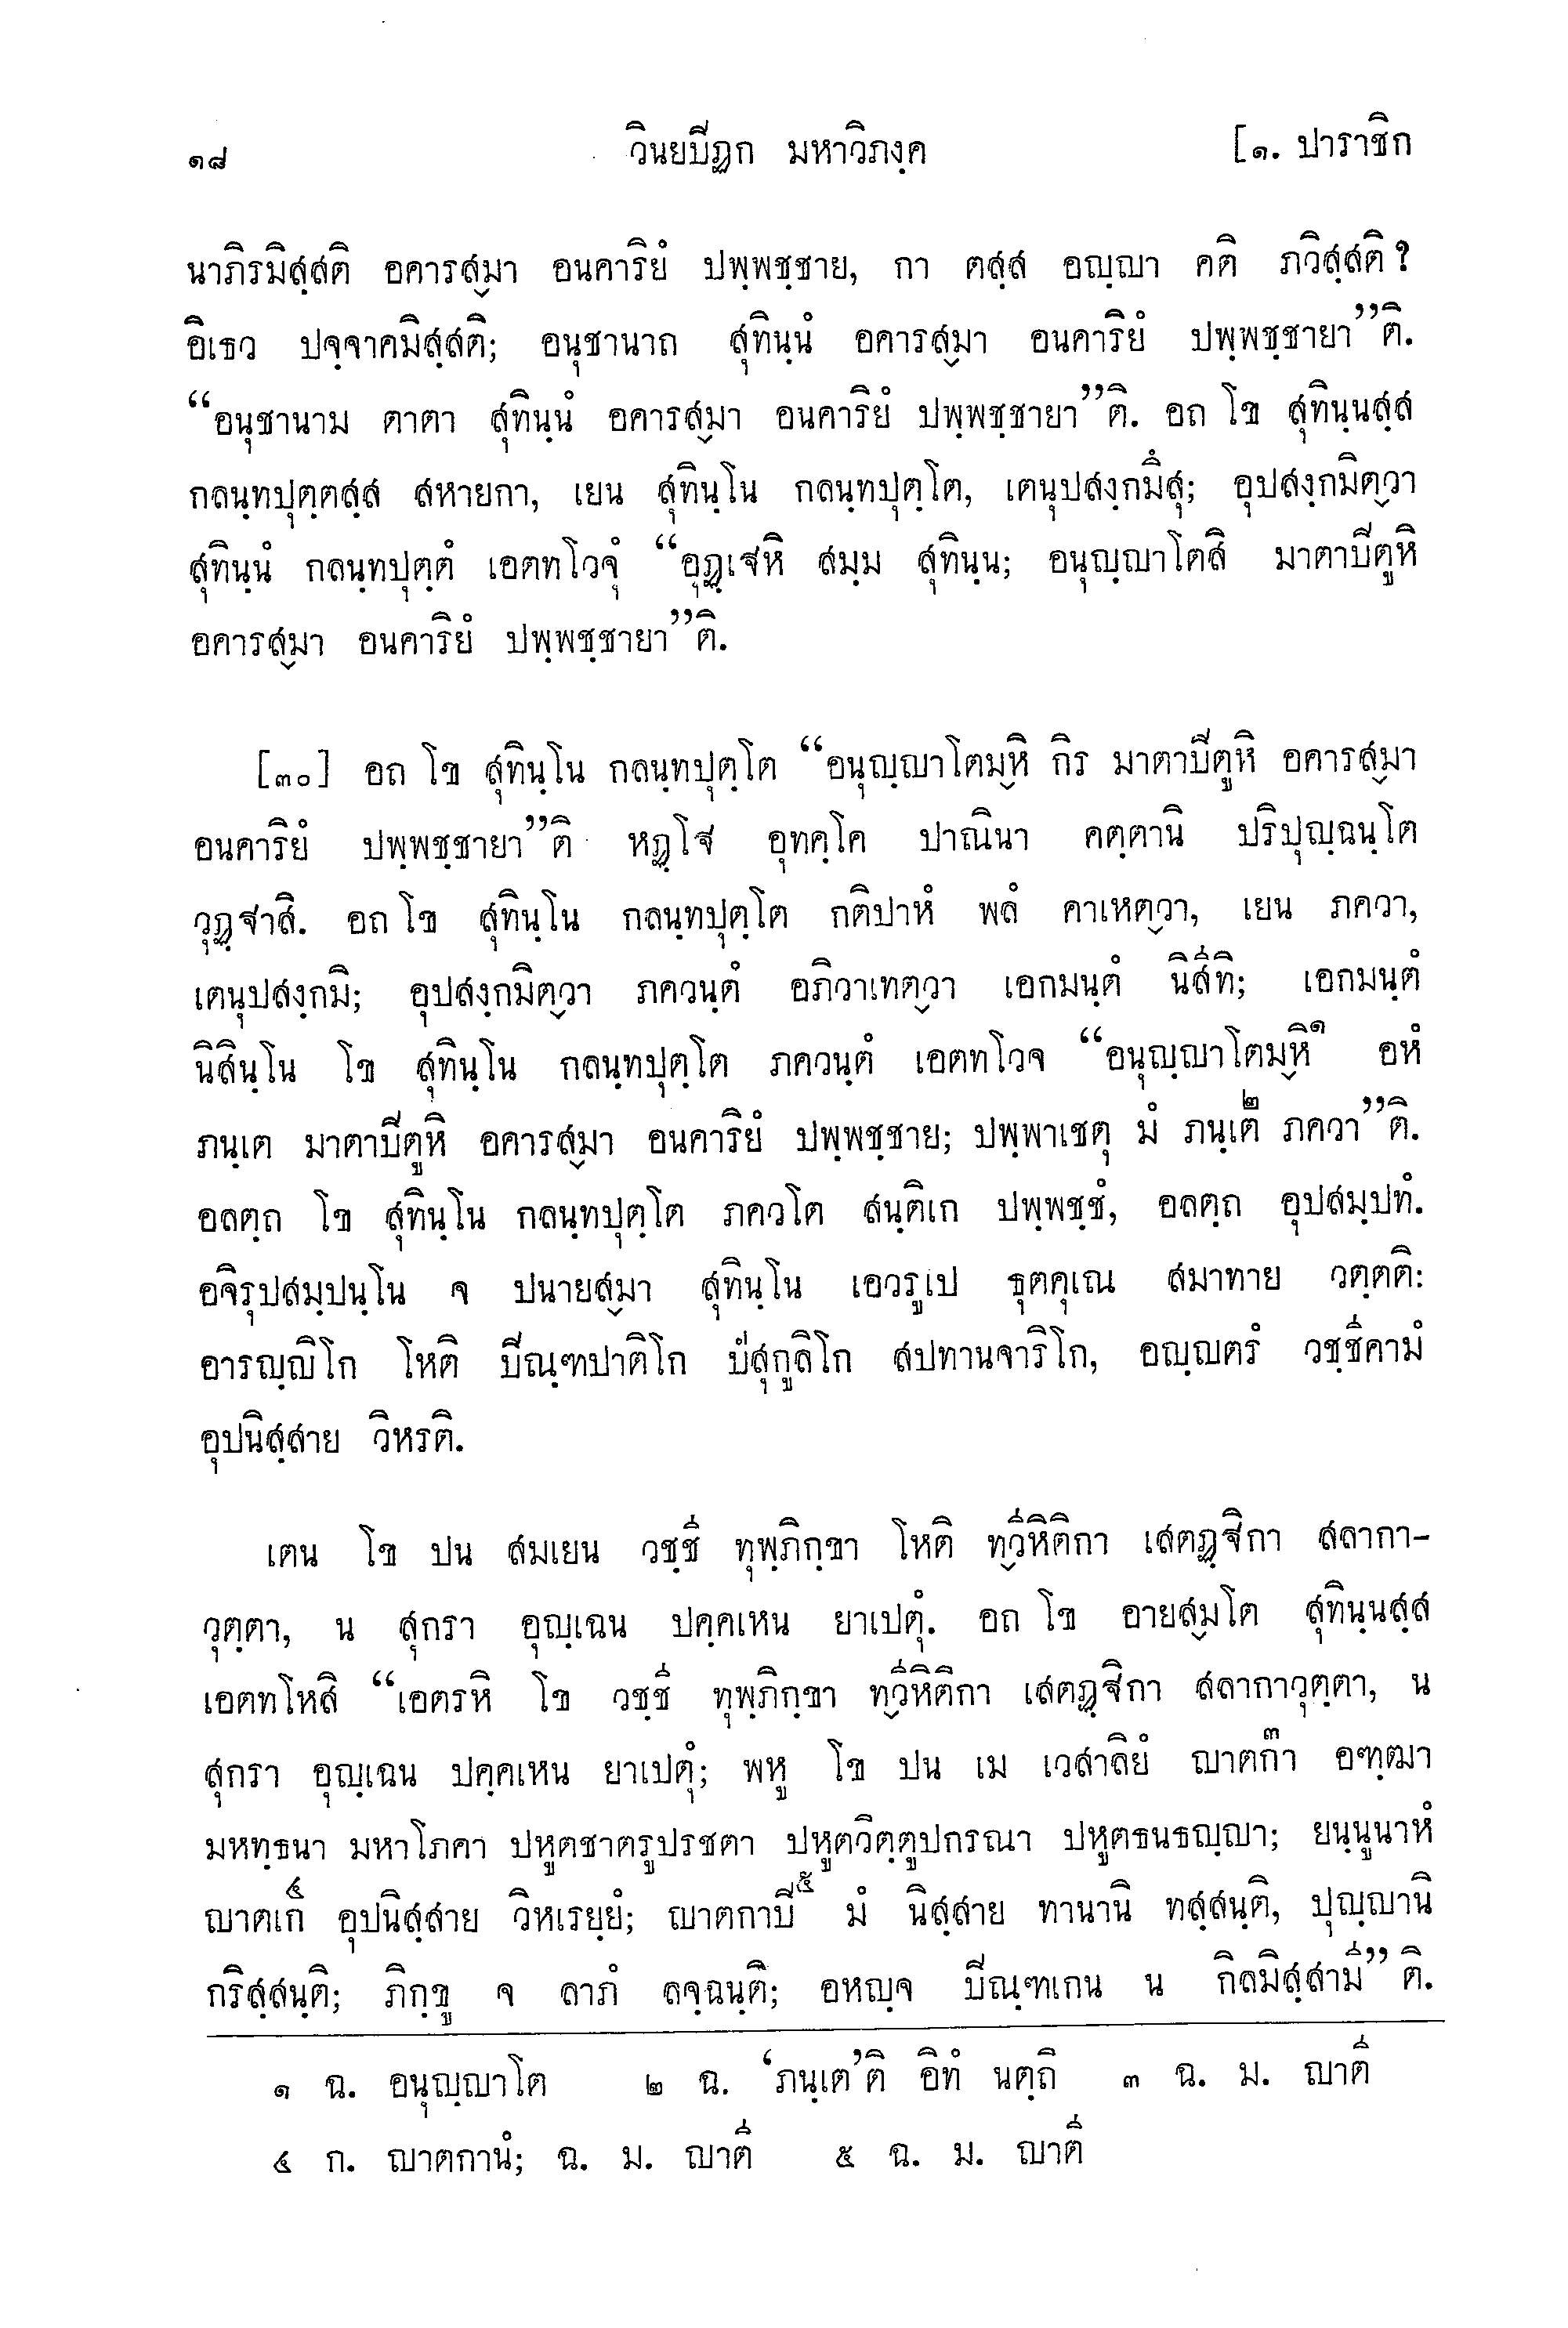 ๑๘ วินยปิฏก มหาวิภงฺค [๑. ปาราชิก
นาภิรมิสฺสติ อคารส๎มา อนคาริยํ ปพฺพชฺชาย, กา ตสฺส อญฺญา คติ ภวิสฺสติ?
อิเธว ปจฺจาคมิสฺสติ; อนุชานาถ สุทินฺนํ อคารส๎มา อนคาริยํ ปพฺพชฺชายา”ติ.
“อนุชานาม ตาตา สุทินฺนํ อคารส๎มา อนคาริยํ ปพฺพชฺชายา”ติ. อถ โข สุทินฺนสฺส
กลนฺทปุตฺตสฺส สหายกา, เยน สุทินฺโน กลนฺทปุตฺโต, เตนุปสงฺกมึสุ; อุปสงฺกมิต๎วา
สุทินฺนํ กลนฺทปุตฺตํ เอตทโวจุํ “อุฏฺเฐหิ สมฺม สุทินฺน; อนุญฺญาโตสิ มาตาปิตูหิ
อคารส๎มา อนคาริยํ ปพฺพชฺชายา”ติ.
[๓๐] อถ โข สุทินฺโน กลนฺทปุตฺโต “อนุญฺญาโตม๎หิ กิร มาตาปิตูหิ อคารส๎มา
อนคาริยํ ปพฺพชฺชายา”ติ หฏฺโฐ อุทคฺโค ปาณินา คตฺตานิ ปริปุญฺฉนฺโต
วุฏฺฐาสิ. อถ โข สุทินฺโน กลนฺทปุตฺโต กติปาหํ พลํ คาเหต๎วา, เยน ภควา,
เตนุปสงฺกมิ; อุปสงฺกมิต๎วา ภควนฺตํ อภิวาเทต๎วา เอกมนฺตํ นิสีทิ; เอกมนฺตํ
นิสินฺโน โข สุทินฺโน กลนฺทปุตฺโต ภควนฺตํ เอตทโวจ “อนุญฺญาโตม๎หิ๑ อหํ
ภนฺเต มาตาปิตูหิ อคารส๎มา อนคาริยํ ปพฺพชฺชาย; ปพฺพาเชตุ มํ ภนฺเต๒ ภควา”ติ.
อลตฺถ โข สุทินฺโน กลนฺทปุตฺโต ภควโต สนฺติเก ปพฺพชฺชํ, อลตฺถ อุปสมฺปทํ.
อจิรุปสมฺปนฺโน จ ปนายส๎มา สุทินฺโน เอวรูเป ธุตคุเณ สมาทาย วตฺตติ:
อารญฺญิโก โหติ ปิณฺฑปาติโก ปํสุกูลิโก สปทานจาริโก, อญฺญตรํ วชฺชีคามํ
อุปนิสฺสาย วิหรติ.
เตน โข ปน สมเยน วชฺชี ทุพฺภิกฺขา โหติ ท๎วีหิติกา เสตฏฺฐิกา สลากา-
วุตฺตา, น สุกรา อุญฺเฉน ปคฺคเหน ยาเปตุํ. อถ โข อายส๎มโต สุทินฺนสฺส
เอตทโหสิ “เอตรหิ โข วชฺชี ทุพฺภิกฺขา ท๎วีหิติกา เสตฏฺฐิกา สลากาวุตฺตา, น
สุกรา อุญฺเฉน ปคฺคเหน ยาเปตุํ; พหู โข ปน เม เวสาลิยํ ญาตกา๓ อฑฺฒา
มหทฺธนา มหาโภคา ปหูตชาตรูปรชตา ปหูตวิตฺตูปกรณา ปหูตธนธญฺญา; ยนฺนูนาหํ
ญาตเก๔ อุปนิสฺสาย วิหเรยฺยํ; ญาตกาปิ๕ มํ นิสฺสาย ทานานิ ทสฺสนฺติ, ปุญฺญานิ
กริสฺสนฺติ; ภิกฺขู จ ลาภํ ลจฺฉนฺติ; อหญฺจ ปิณฺฑเกน น กิลมิสฺสามี” ติ.
๑ ฉ. อนุญฺญาโต ๒ ฉ. ‘ภนฺเต’ติ อิทํ นตฺถิ ๓ ฉ. ม. ญาตี
๔ ก. ญาตกานํ; ฉ. ม. ญาตี ๕ ฉ. ม. ญาตี